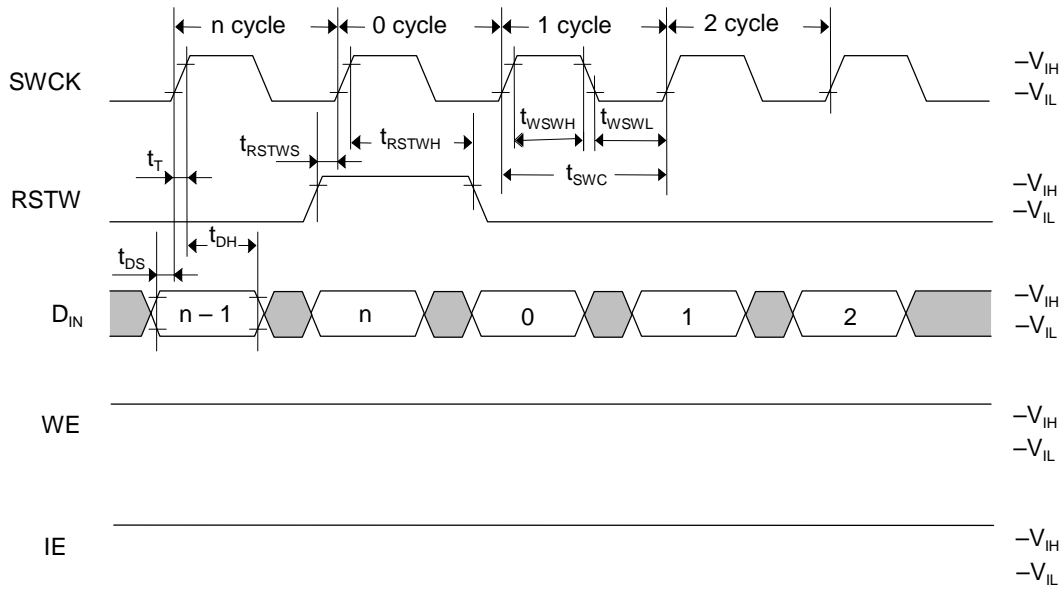 n cycle 0 cycle 1 cycle 2 cycle
SWCK –VIH
–VIL
tWSWH tWSWL
tRSTWS tRSTWH
tT tSWC
RSTW –VIH
–VIL
tDH
tDS
DIN n – 1 n 0 1 2 –VIH
–VIL
WE –VIH
–VIL
IE –VIH
–VIL